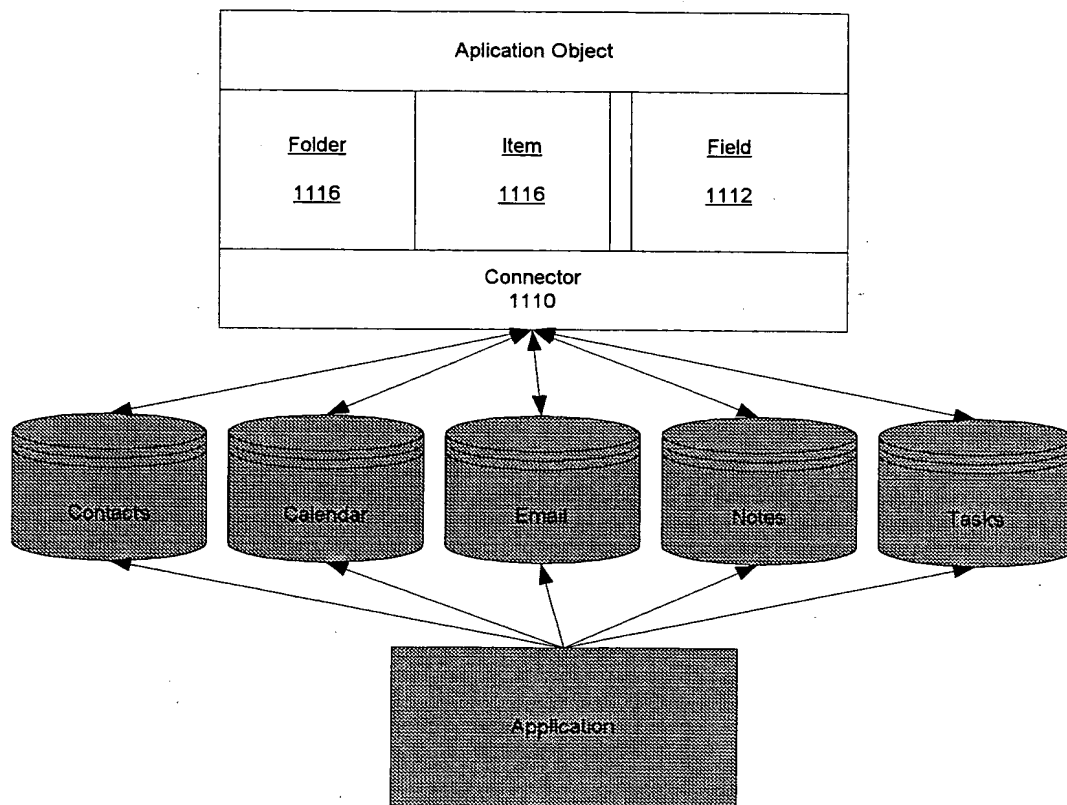 Aplication Object
Folder
1116
Item
1116
Field
1112
Connector
1110
Contacts
Calendar
Email
Notes
Tasks
Application